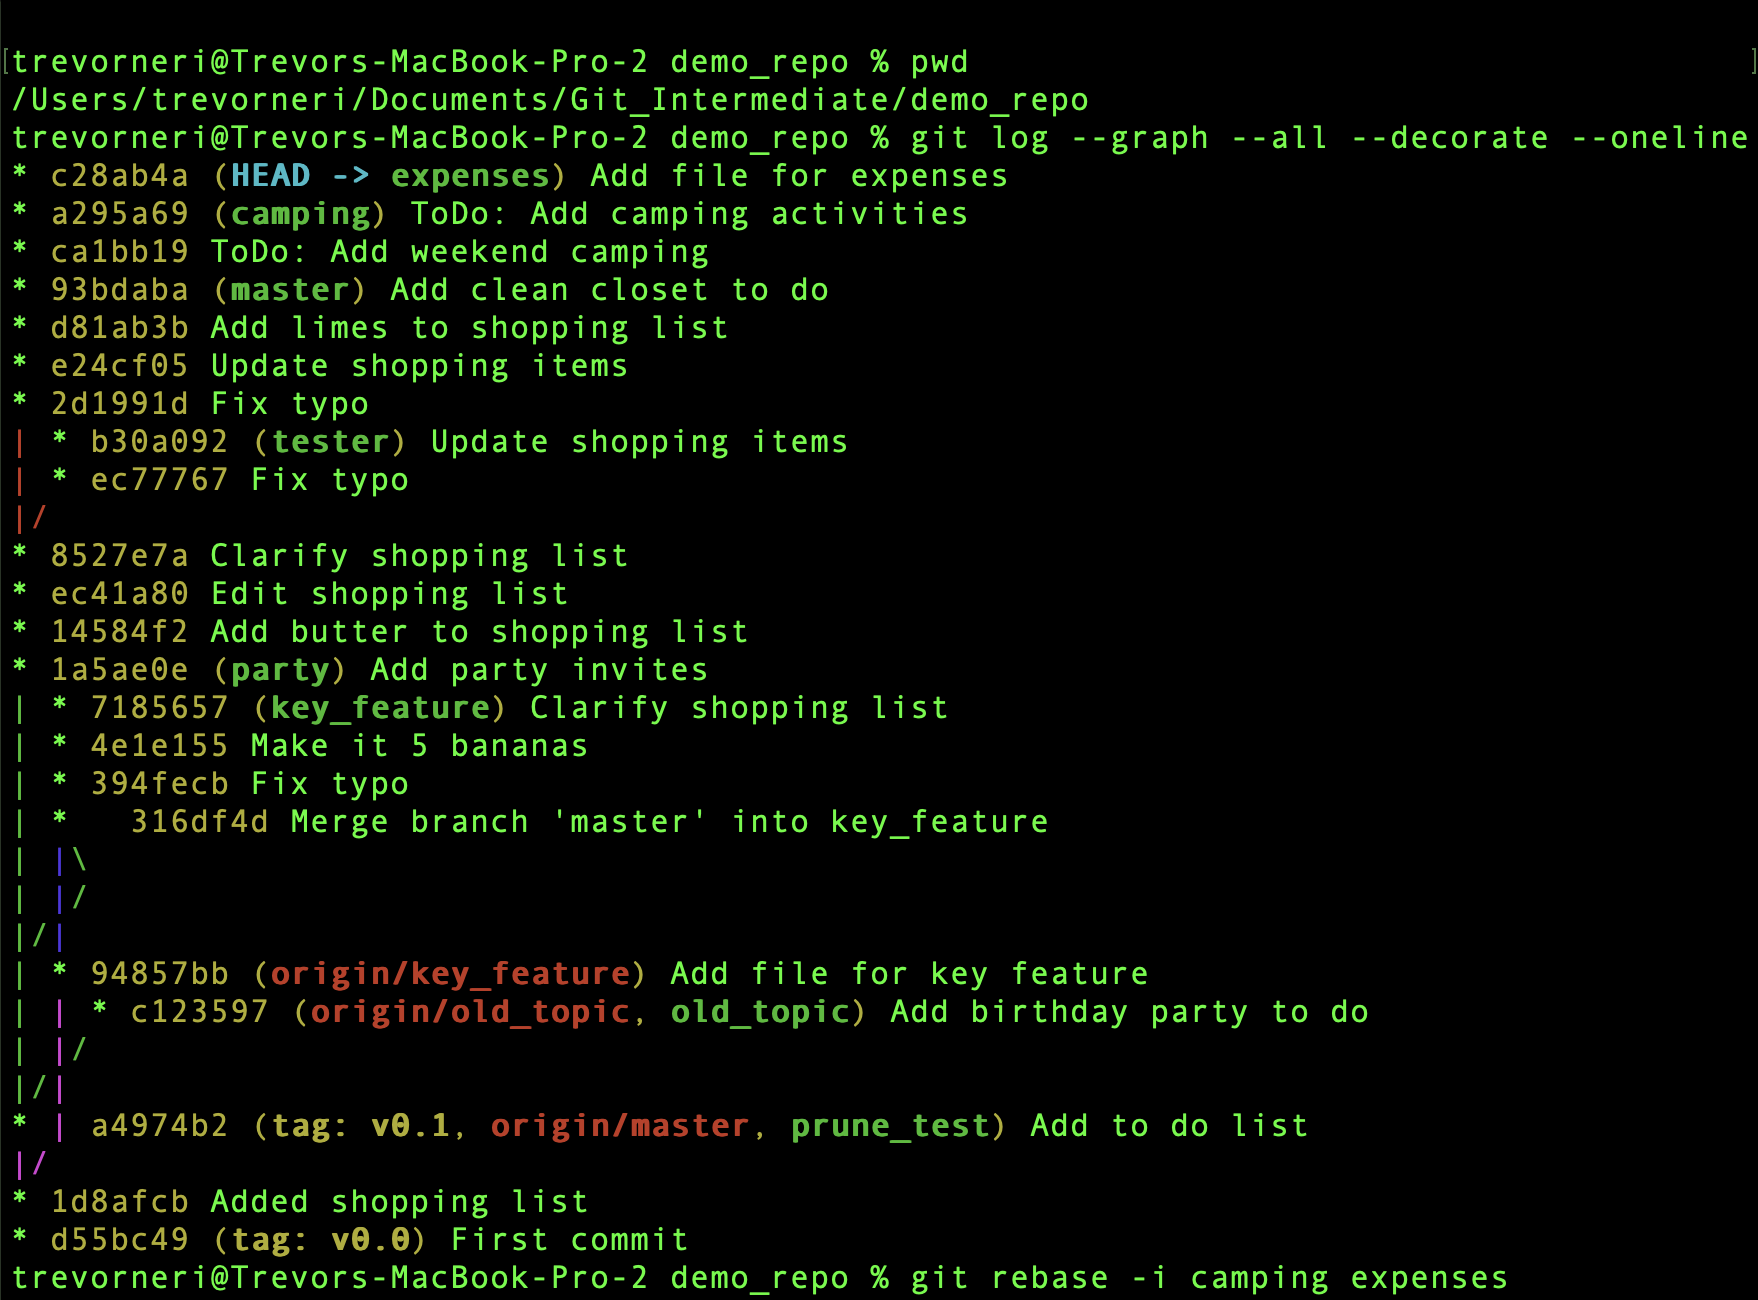 [trevorneri@Trevors-MacBook-Pro-2 demo_repo % pwd ]
/Users/trevorneri/Documents/Git_Intermediate/demo_repo
trevorneri@Trevors-MacBook-Pro-2 demo_repo % git log --graph --all --decorate --oneline
* c28ab4a (HEAD -> expenses) Add file for expenses
* a295a69 (camping) ToDo: Add camping activities
* ca1bb19 ToDo: Add weekend camping
* 93bdaba (master) Add clean closet to do
* d81ab3b Add limes to shopping list
* e24cf05 Update shopping items
* 2d1991d Fix typo
| * b30a092 (tester) Update shopping items
| * ec77767 Fix typo
|/
* 8527e7a Clarify shopping list
* ec41a80 Edit shopping list
* 14584f2 Add butter to shopping list
* 1a5ae0e (party) Add party invites
| * 7185657 (key_feature) Clarify shopping list
| * 4e1e155 Make it 5 bananas
| * 394fecb Fix typo
| *   316df4d Merge branch 'master' into key_feature
| |\
| |/
|/|
| * 94857bb (origin/key_feature) Add file for key feature
| | * c123597 (origin/old_topic, old_topic) Add birthday party to do
| |/
|/|
* | a4974b2 (tag: v0.1, origin/master, prune_test) Add to do list
|/
* 1d8afcb Added shopping list
* d55bc49 (tag: v0.0) First commit
trevorneri@Trevors-MacBook-Pro-2 demo_repo % git rebase -i camping expenses